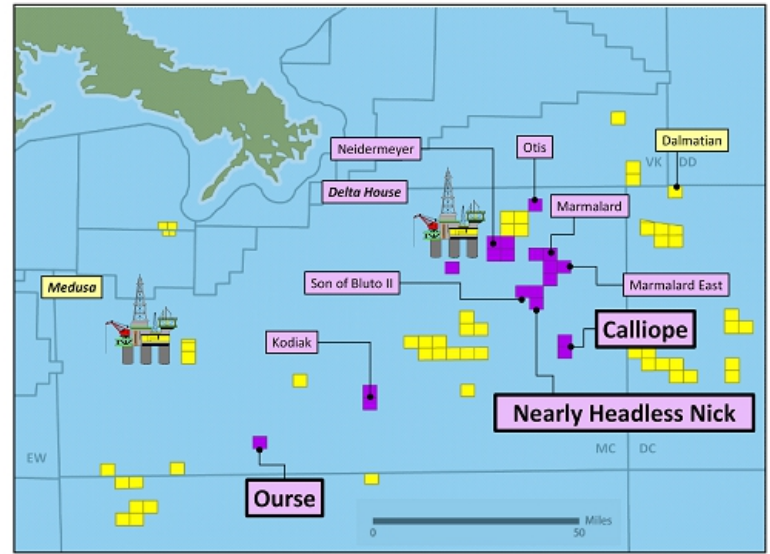 Neidermeyer
Otis
Dalmatian
VK DD
Delta House
Marmalard
Son of Bluto II
Marmalard East
Medusa
Calliope
Kodiak
Nearly Headless Nick
MC DC
EW
Ourse
Miles
0 50